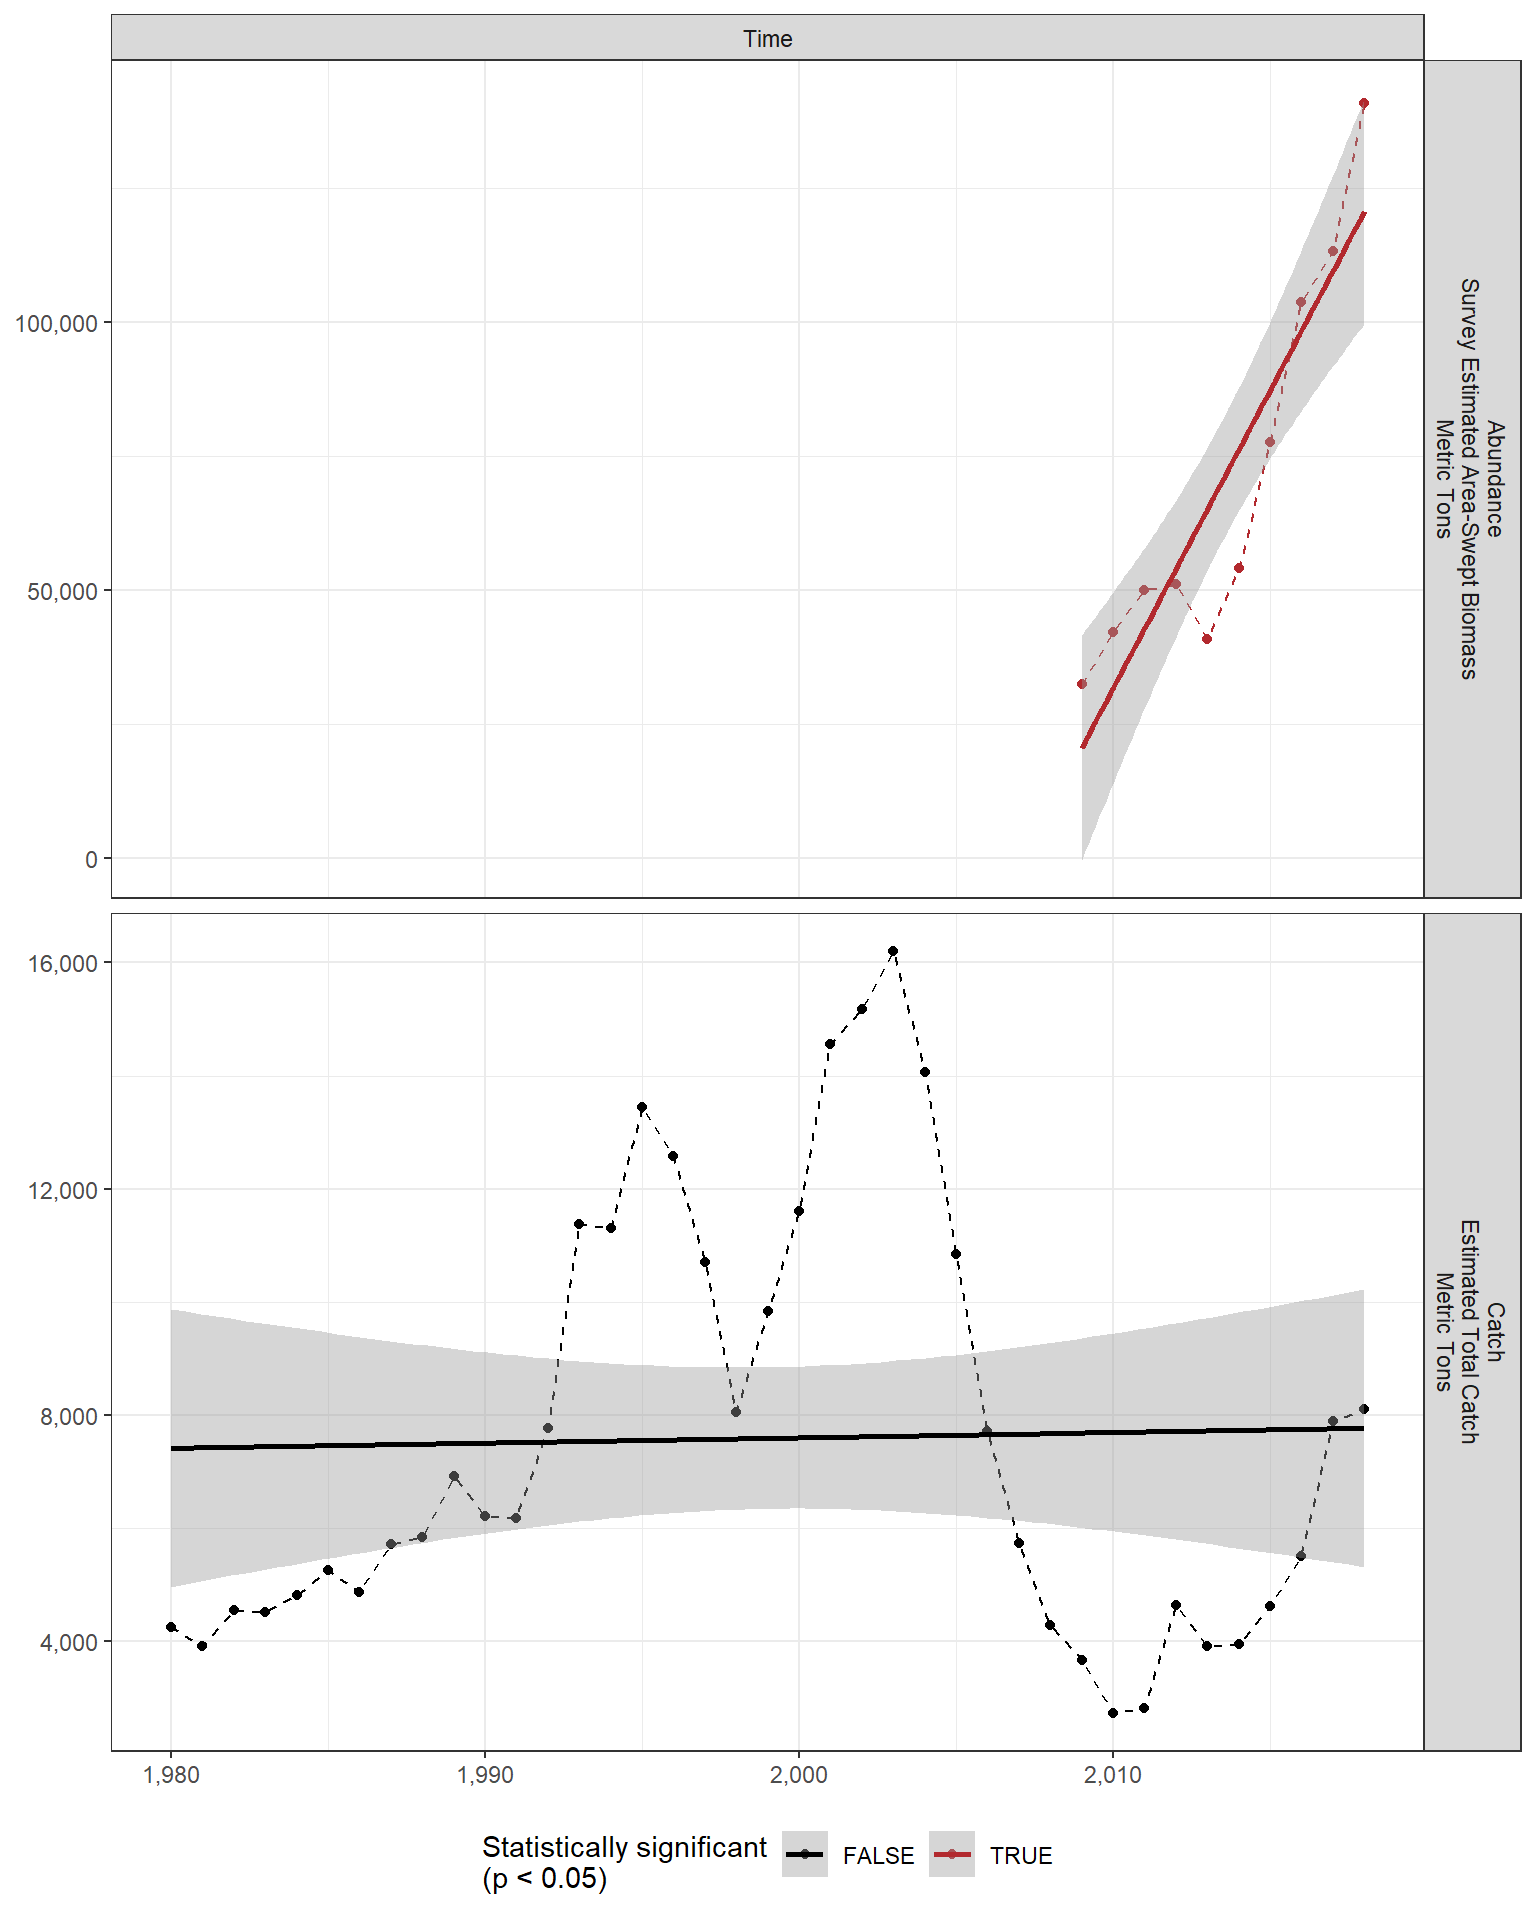 Time
100,000
50,000
0
Abundance
Survey Estimated Area-Swept Biomass
Metric Tons
16,000
12,000
8,000
4,000
Catch
Estimated Total Catch
Metric Tons
1,980
1,990
2,000
2,010
Statistically significant
(p < 0.05)
FALSE
TRUE